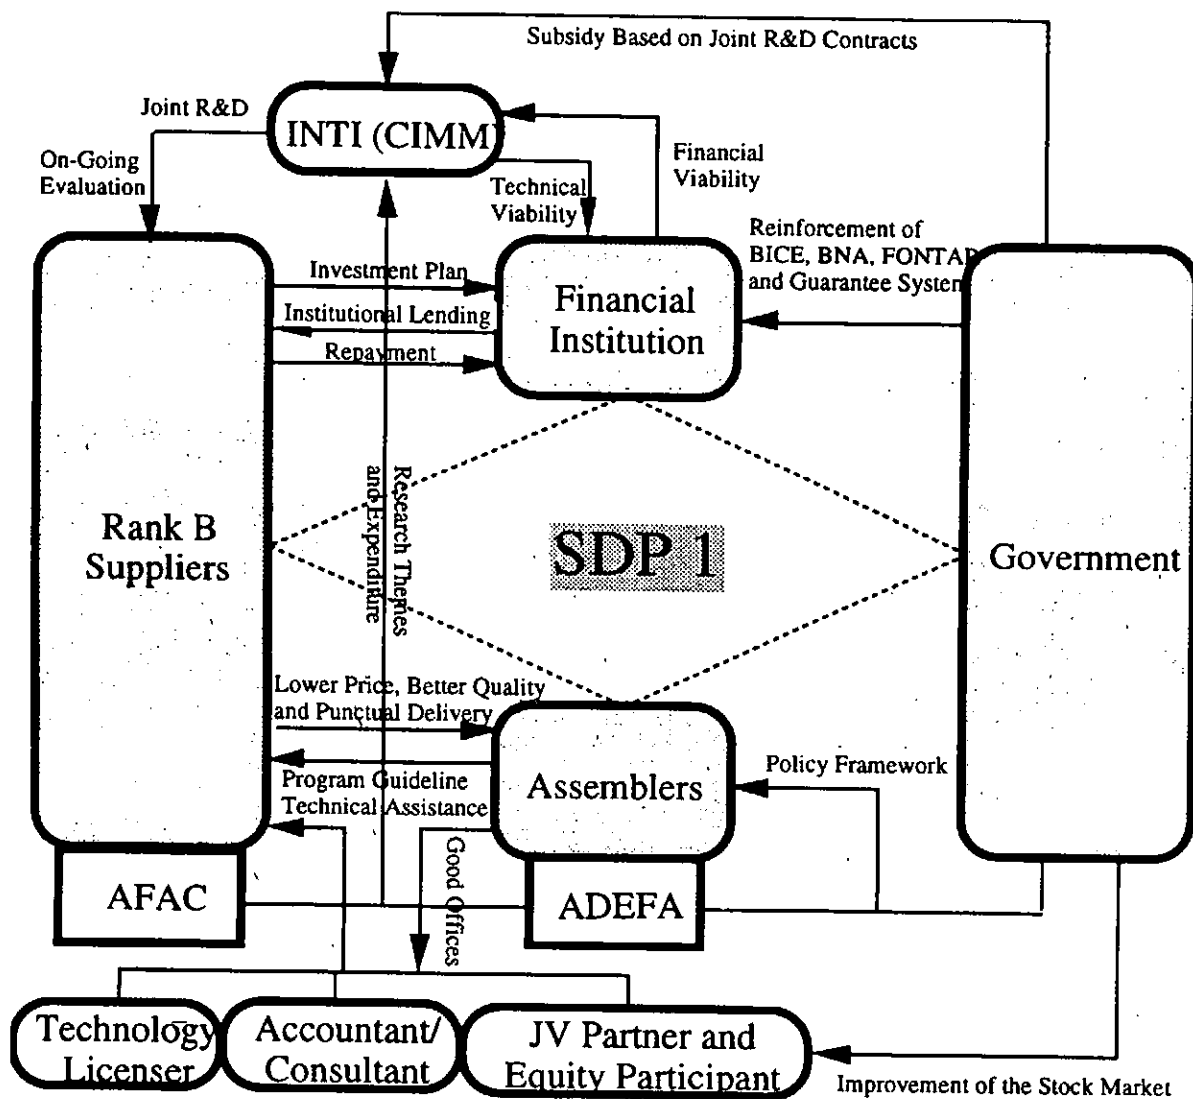 Subsidy Based on Joint R&D Contracts
Joint R&D
INTI (CIMM)
On-Going
Evaluation
Technical
Viability
Financial
Viability
Reinforcement of
BICE, BNA, FONTAR
and Guarantee System
Investment Plan
Institutional Lending
Repayment
Financial
Institution
Research Themes
and Expenditure
Rank B
Suppliers
SDP 1
Government
Lower Price, Better Quality
and Punctual Delivery
Program Guideline
Technical Assistance
Assemblers
Policy Framework
Good Offices
AFAC
ADEFA
Technology
Licenser
Accountant/
Consultant
JV Partner and
Equity Participant
Improvement of the Stock Market